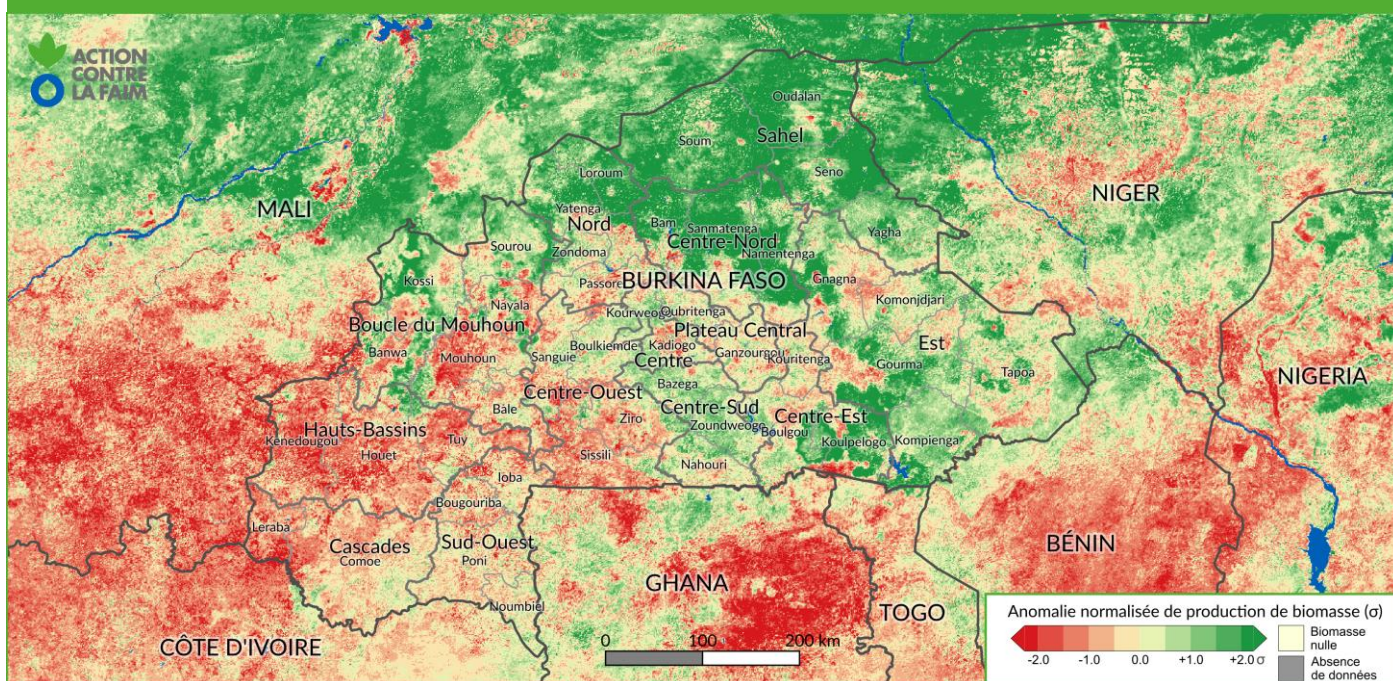 ACTION
CONTRE
LA FAIM
Oudalan
Sahel
Soum
Seno
Loroum
NIGER
MALI
Yatenga
Nord
Bam
Sanmatenga
Centre-Nord
Namentenga
Yagha
Sourou
Zondoma
Kossi
Passore
BURKINA FASO
Gnagna
Komonjdjari
Nayala
Kourweogo
Oubritenga
Boucle du Mouhoun
Plateau Central
Est
Banwa
Mouhoun
Sanguie
Boulkiemde
Kadiogo
Centre
Ganzourgou
Kouritenga
Gourma
Tapoa
NIGERIA
Bazega
Centre-Ouest
Centre-Sud
Centre-Est
Bale
Ziro
Zoundweogo
Boulgou
Koulpelogo
Kompienga
Hauts-Bassins
Kenedougou
Houet
Tuy
Sissili
Nahouri
Ioba
Bougouriba
Leraba
Cascades
Comoe
Sud-Ouest
Poni
BÉNIN
GHANA
TOGO
Noumbiel
CÔTE D'IVOIRE
0 100 200 km
Anomalie normalisée de production de biomasse (σ)
-2.0 -1.0 0.0 +1.0 +2.0 σ
Biomasse
nulle
Absence
de données